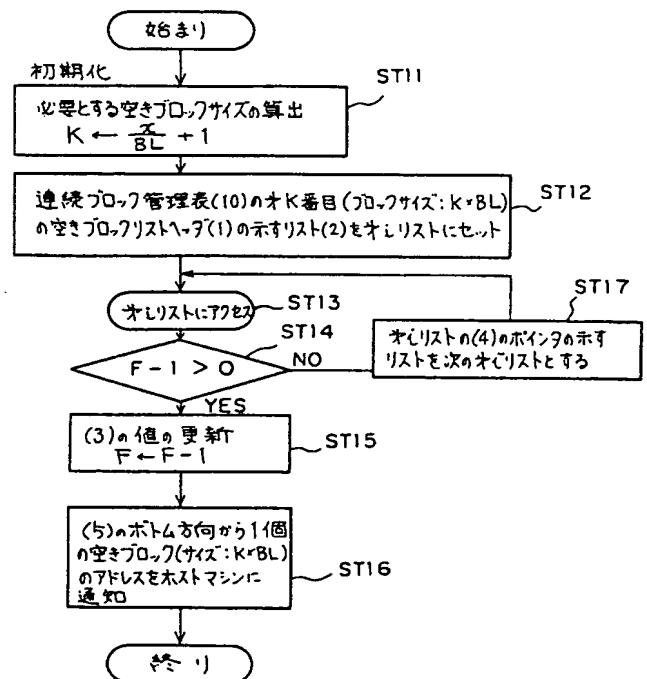 始まり
初期化
ST11
必要とする空きブロックサイズの算出
K ← x/BL + 1
ST12
連続ブロック管理表(10)の才K番目(ブロックサイズ:K*BL)
の空きブロックリストヘッダ(1)の示すリスト(2)を才iリストにセット
ST17
才iリストにアクセス
ST13
ST14
才iリストの(4)のポインタの示す
リストを次の才iリストとする
F-1 > 0
NO
YES
(3)の値の更新
F←F-1
ST15
(5)のボトム方向から1個
の空きブロック(サイズ:K*BL)
のアドレスをホストマシンに
通知
ST16
終り